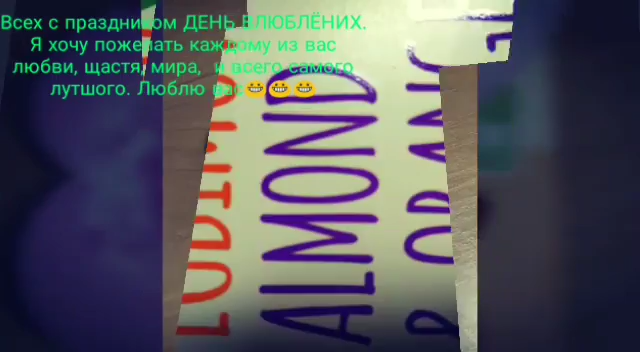 Всех с праздником ДЕНЬ ВЛЮБЛЁНИХ.
Я хочу пожелать каждому из вас
любви, щастя, мира, и всего самого
лутшого. Люблю вас😁😁😁
ALMOND